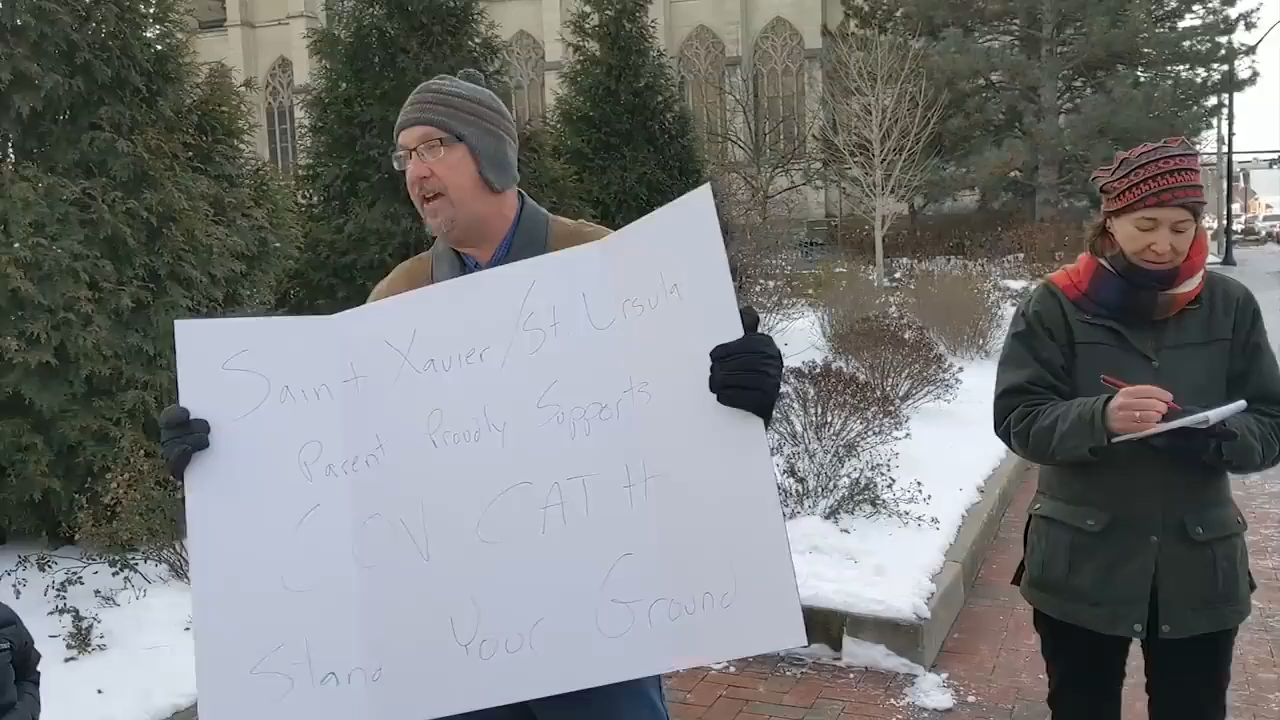 Saint Xavier/St Ursula
Parent Proudly Supports
COV CATH
Stand Your Ground